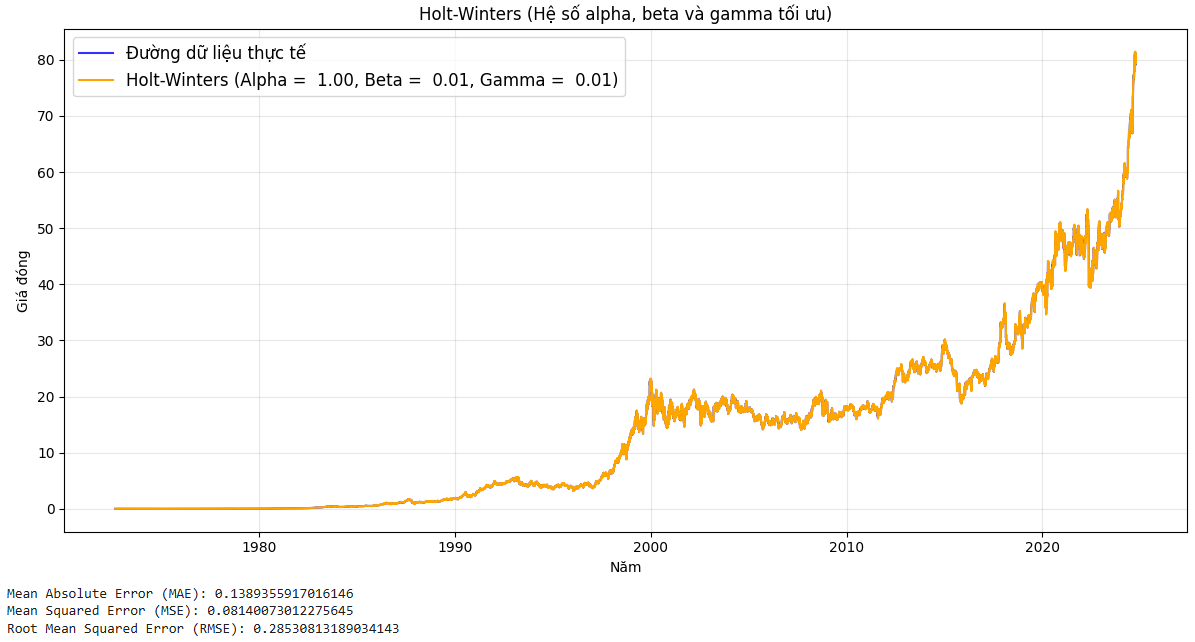 Holt-Winters (Hệ số alpha, beta và gamma tối ưu)
Đường dữ liệu thực tế
Holt-Winters (Alpha =  1.00, Beta =  0.01, Gamma =  0.01)
80
70
60
50
40
30
20
10
0
Giá đóng
1980
1990
2000
2010
2020
Năm
Mean Absolute Error (MAE): 0.1389355917016146
Mean Squared Error (MSE): 0.08140073012275645
Root Mean Squared Error (RMSE): 0.28530813189034143